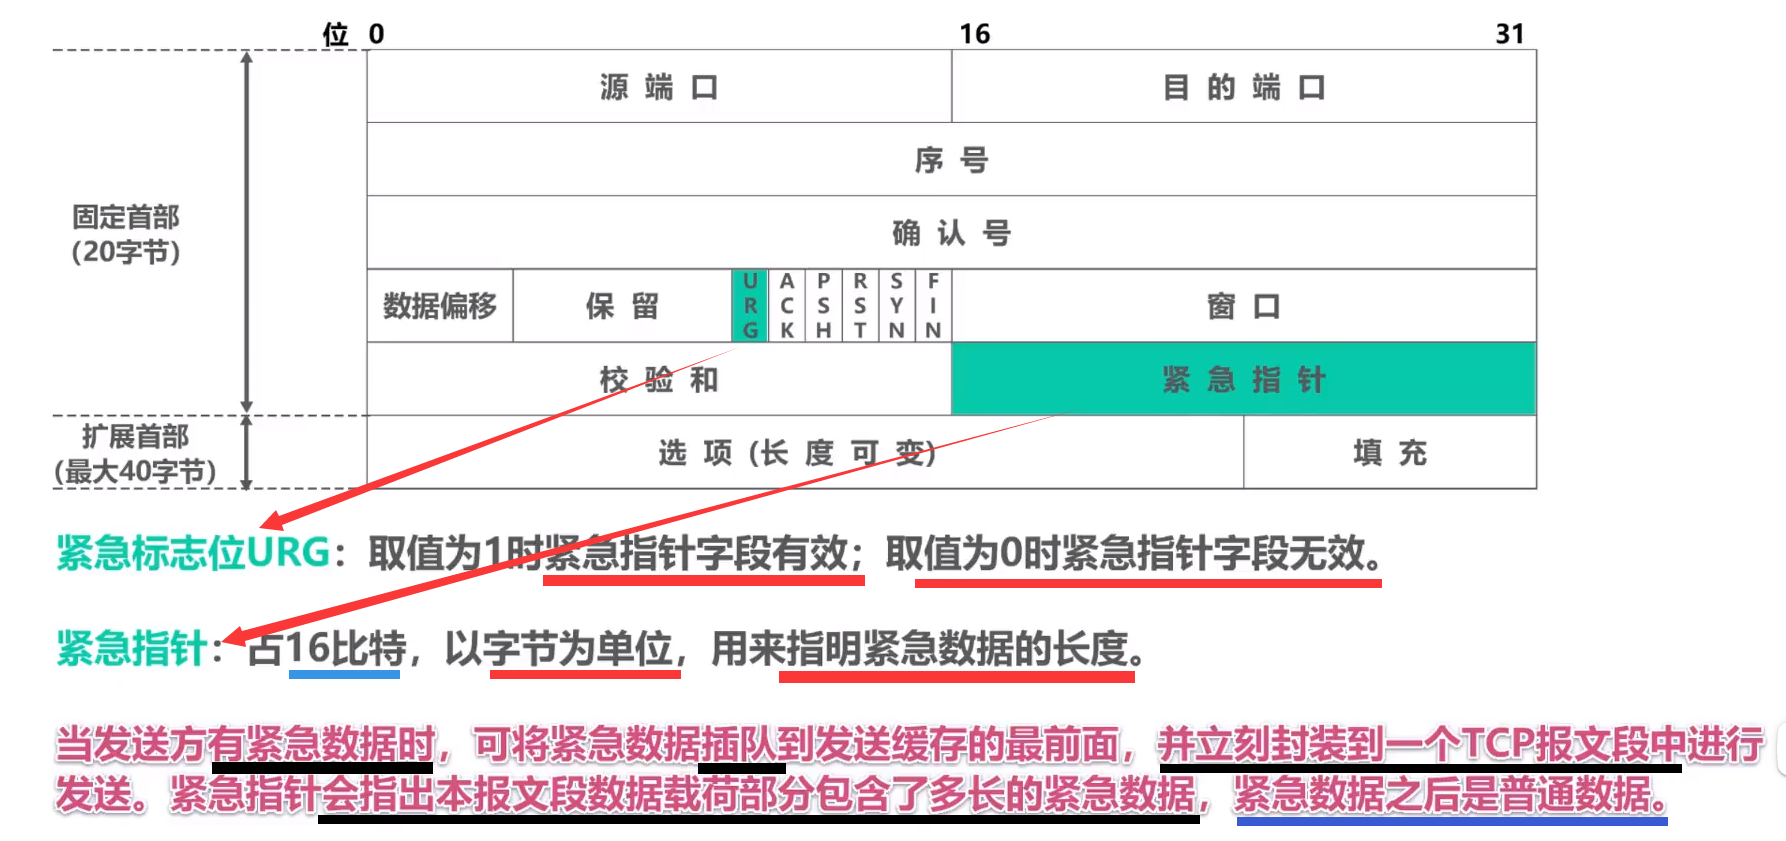 位 0 16 31
源端口 目的端口
序号
确认号
固定首部
(20字节)
数据偏移 保留 URG ACK PSH RST SYN FIN 窗口
校验和 紧急指针
扩展首部
(最大40字节)
选项(长度可变) 填充
紧急标志位URG：取值为1时紧急指针字段有效；取值为0时紧急指针字段无效。
紧急指针：占16比特，以字节为单位，用来指明紧急数据的长度。
当发送方有紧急数据时，可将紧急数据插队到发送缓存的最前面，并立刻封装到一个TCP报文段中进行
发送。紧急指针会指出本报文段数据载荷部分包含了多长的紧急数据，紧急数据之后是普通数据。